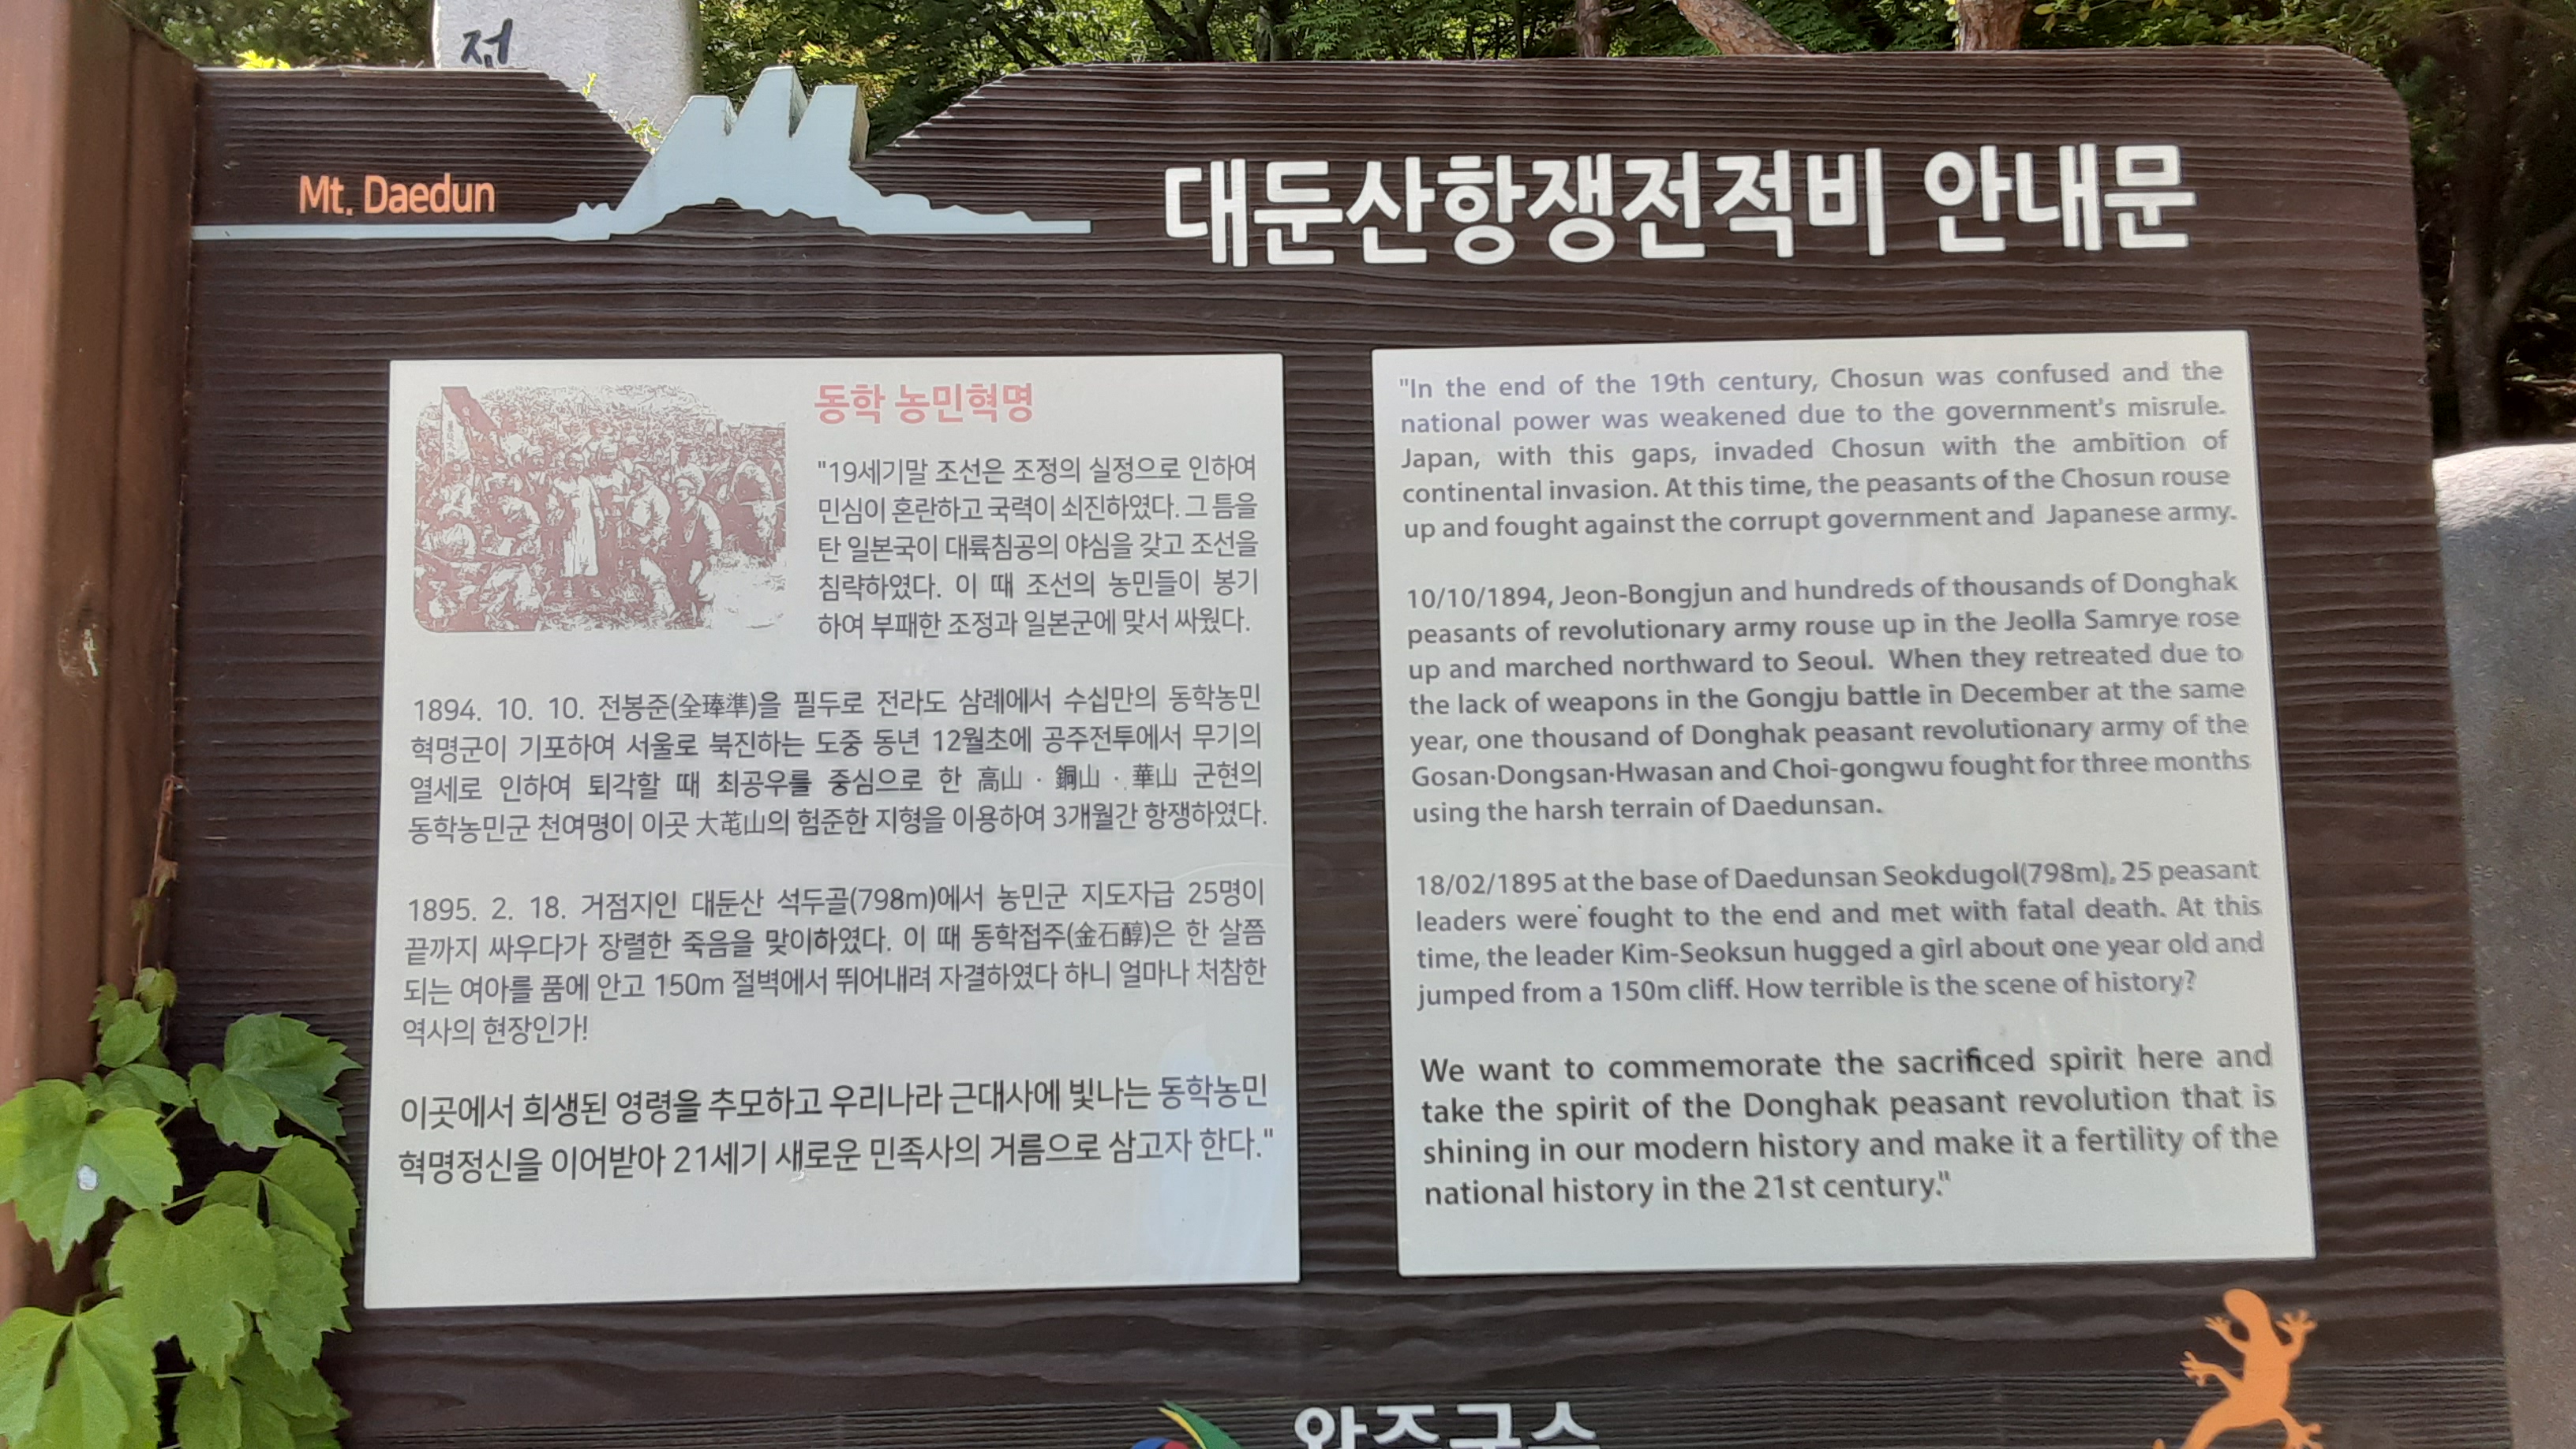 전
Mt. Daedun
대둔산항쟁전적비 안내문
동학 농민혁명
"19세기말 조선은 조정의 실정으로 인하여
민심이 혼란하고 국력이 쇠진하였다. 그 틈을
탄 일본국이 대륙침공의 야심을 갖고 조선을
침략하였다. 이 때 조선의 농민들이 봉기
하여 부패한 조정과 일본군에 맞서 싸웠다.
1894. 10. 10. 전봉준(全琫準)을 필두로 전라도 삼례에서 수십만의 동학농민
혁명군이 기포하여 서울로 북진하는 도중 동년 12월초에 공주전투에서 무기의
열세로 인하여 퇴각할 때 최공우를 중심으로 한 高山 · 銅山 · 華山 군현의
동학농민군 천여명이 이곳 大芚山의 험준한 지형을 이용하여 3개월간 항쟁하였다.
1895. 2. 18. 거점지인 대둔산 석두골(798m)에서 농민군 지도자급 25명이
끝까지 싸우다가 장렬한 죽음을 맞이하였다. 이 때 동학접주(金石醇)은 한 살쯤
되는 여아를 품에 안고 150m 절벽에서 뛰어내려 자결하였다 하니 얼마나 처참한
역사의 현장인가!
이곳에서 희생된 영령을 추모하고 우리나라 근대사에 빛나는 동학농민
혁명정신을 이어받아 21세기 새로운 민족사의 거름으로 삼고자 한다."
"In the end of the 19th century, Chosun was confused and the
national power was weakened due to the government's misrule.
Japan, with this gaps, invaded Chosun with the ambition of
continental invasion. At this time, the peasants of the Chosun rouse
up and fought against the corrupt government and Japanese army.
10/10/1894, Jeon-Bongjun and hundreds of thousands of Donghak
peasants of revolutionary army rouse up in the Jeolla Samrye rose
up and marched northward to Seoul. When they retreated due to
the lack of weapons in the Gongju battle in December at the same
year, one thousand of Donghak peasant revolutionary army of the
Gosan·Dongsan·Hwasan and Choi-gongwu fought for three months
using the harsh terrain of Daedunsan.
18/02/1895 at the base of Daedunsan Seokdugol(798m), 25 peasant
leaders were fought to the end and met with fatal death. At this
time, the leader Kim-Seoksun hugged a girl about one year old and
jumped from a 150m cliff. How terrible is the scene of history?
We want to commemorate the sacrificed spirit here and
take the spirit of the Donghak peasant revolution that is
shining in our modern history and make it a fertility of the
national history in the 21st century."
완주군수